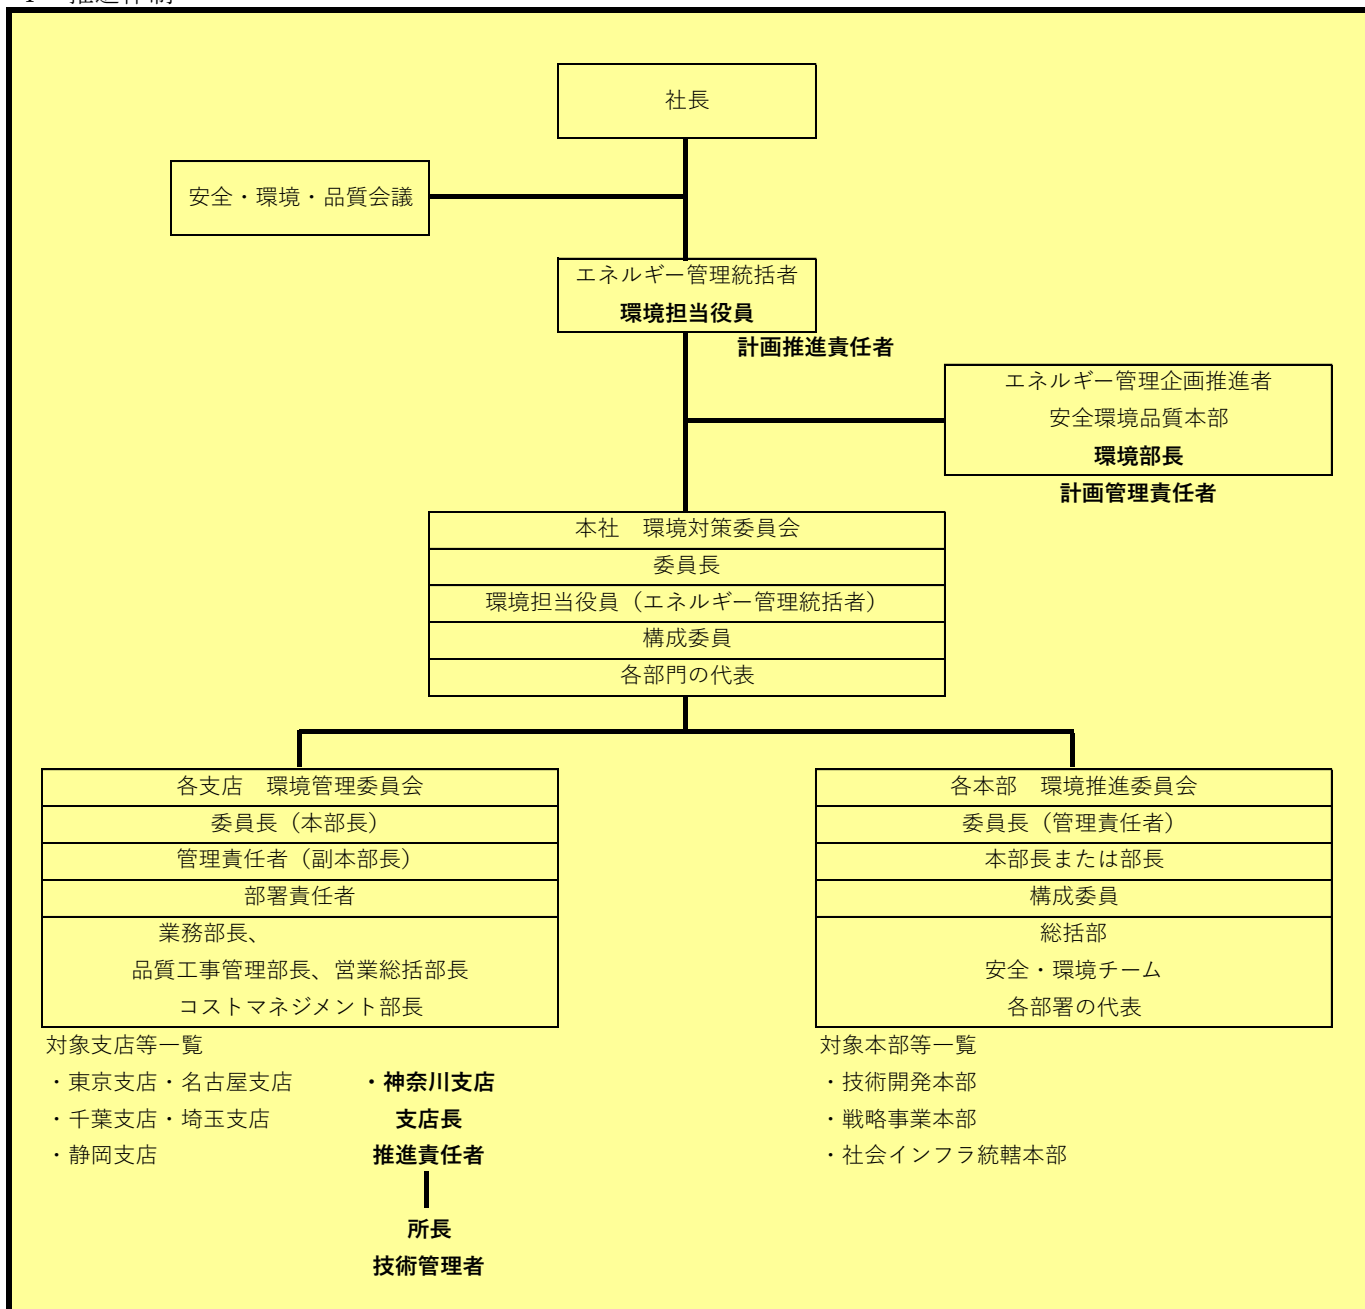 社長
安全・環境・品質会議
エネルギー管理統括者
環境担当役員
計画推進責任者
エネルギー管理企画推進者
安全環境品質本部
環境部長
計画管理責任者
本社　環境対策委員会
委員長
環境担当役員（エネルギー管理統括者）
構成委員
各部門の代表
各支店　環境管理委員会
委員長（本部長）
管理責任者（副本部長）
部署責任者
業務部長、
品質工事管理部長、営業総括部長
コストマネジメント部長
対象支店等一覧
・東京支店・名古屋支店
・千葉支店・埼玉支店
・静岡支店
・神奈川支店
支店長
推進責任者
所長
技術管理者
各本部　環境推進委員会
委員長（管理責任者）
本部長または部長
構成委員
総括部
安全・環境チーム
各部署の代表
対象本部等一覧
・技術開発本部
・戦略事業本部
・社会インフラ統轄本部